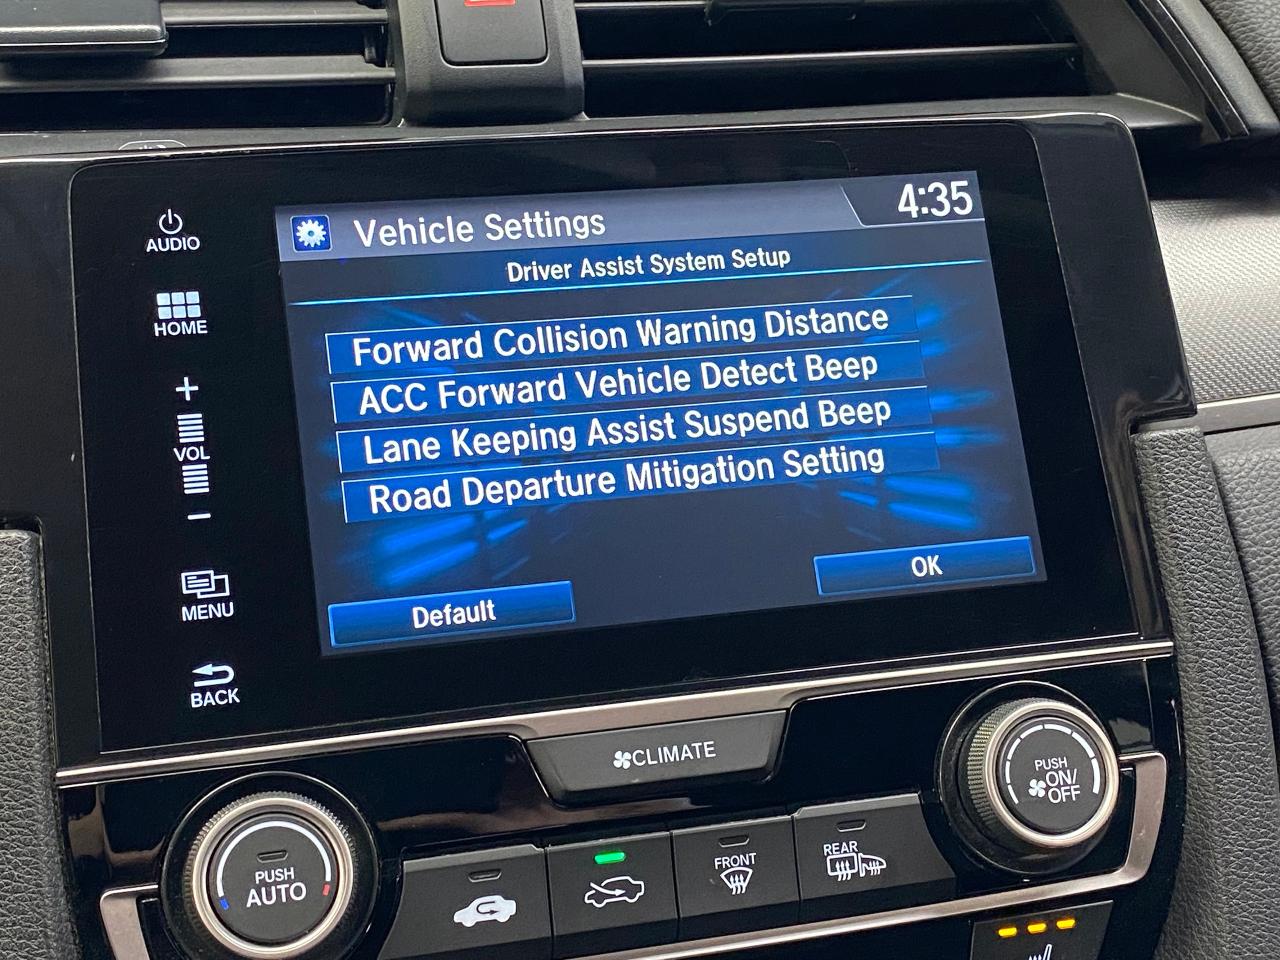 Vehicle Settings
4:35
Driver Assist System Setup
Forward Collision Warning Distance
ACC Forward Vehicle Detect Beep
Lane Keeping Assist Suspend Beep
Road Departure Mitigation Setting
Default
OK
AUDIO
HOME
+
VOL
−
MENU
BACK
CLIMATE
PUSH
AUTO
FRONT
REAR
PUSH
ON/
OFF